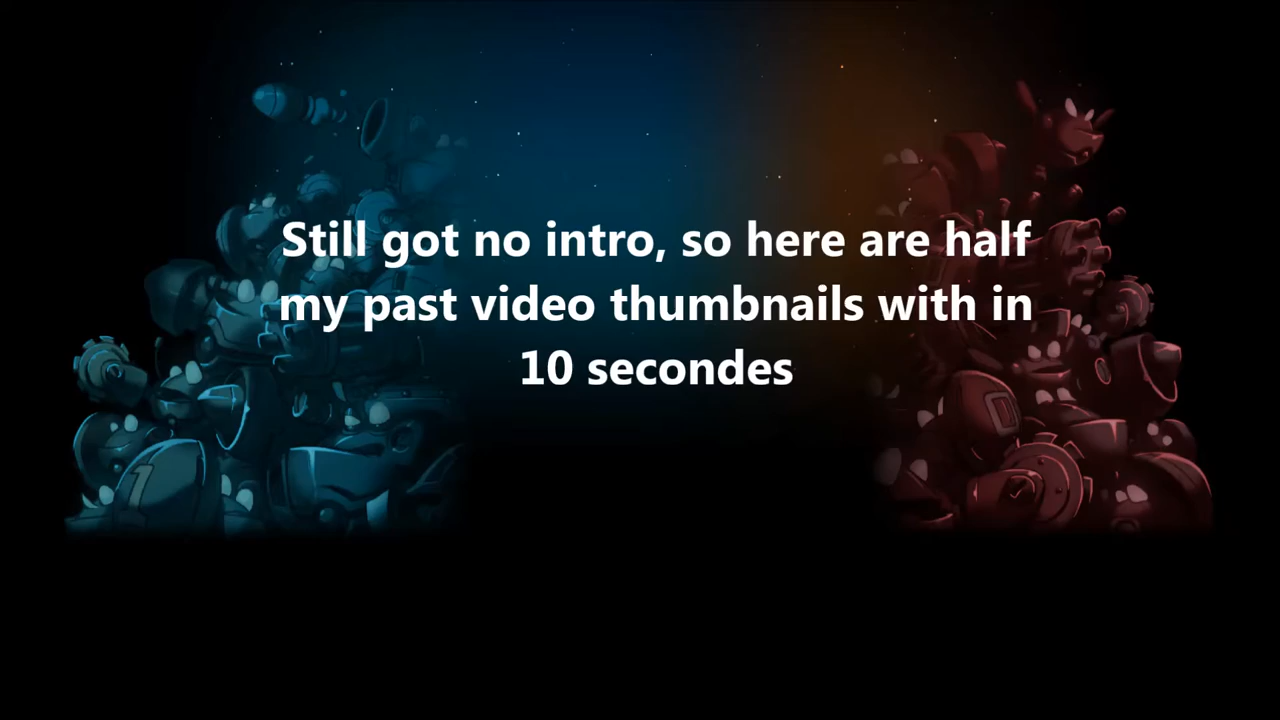 Still got no intro, so here are half
my past video thumbnails with in
10 secondes